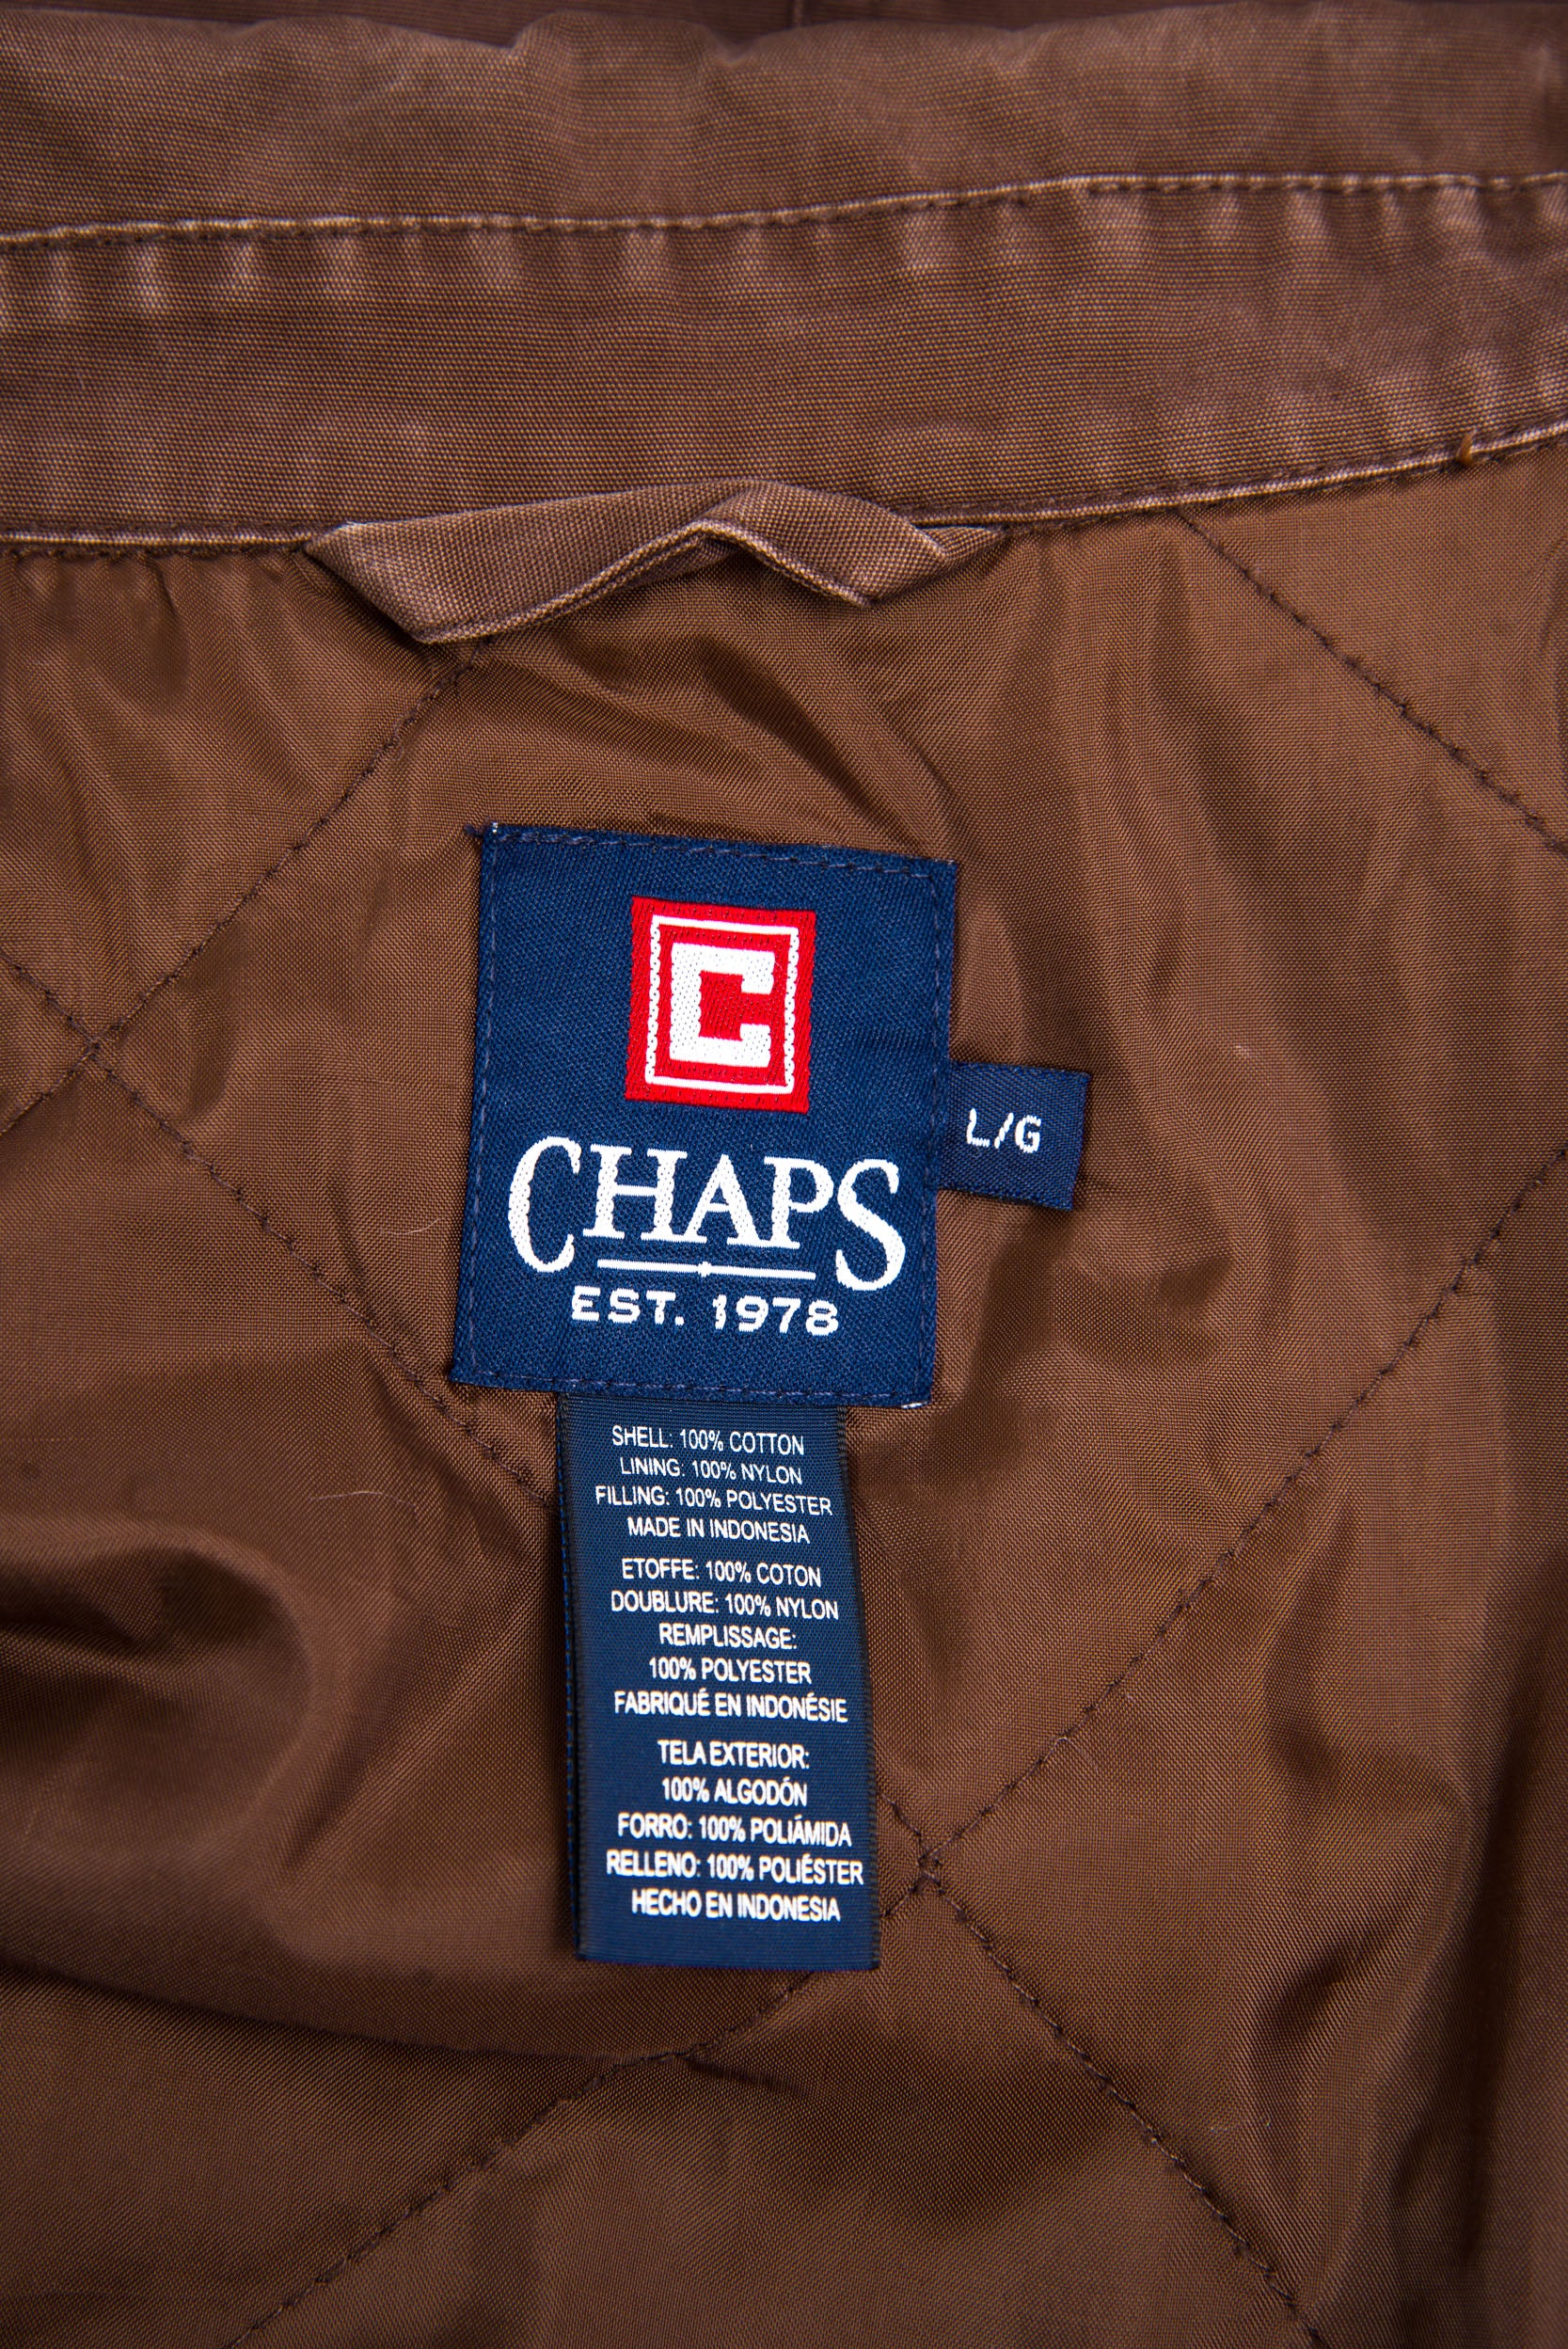 C
CHAPS
EST. 1978
L/G
SHELL: 100% COTTON
LINING: 100% NYLON
FILLING: 100% POLYESTER
MADE IN INDONESIA
ETOFFE: 100% COTON
DOUBLURE: 100% NYLON
REMPLISSAGE:
100% POLYESTER
FABRIQUÉ EN INDONÉSIE
TELA EXTERIOR:
100% ALGODÓN
FORRO: 100% POLIÁMIDA
RELLENO: 100% POLIÉSTER
HECHO EN INDONESIA